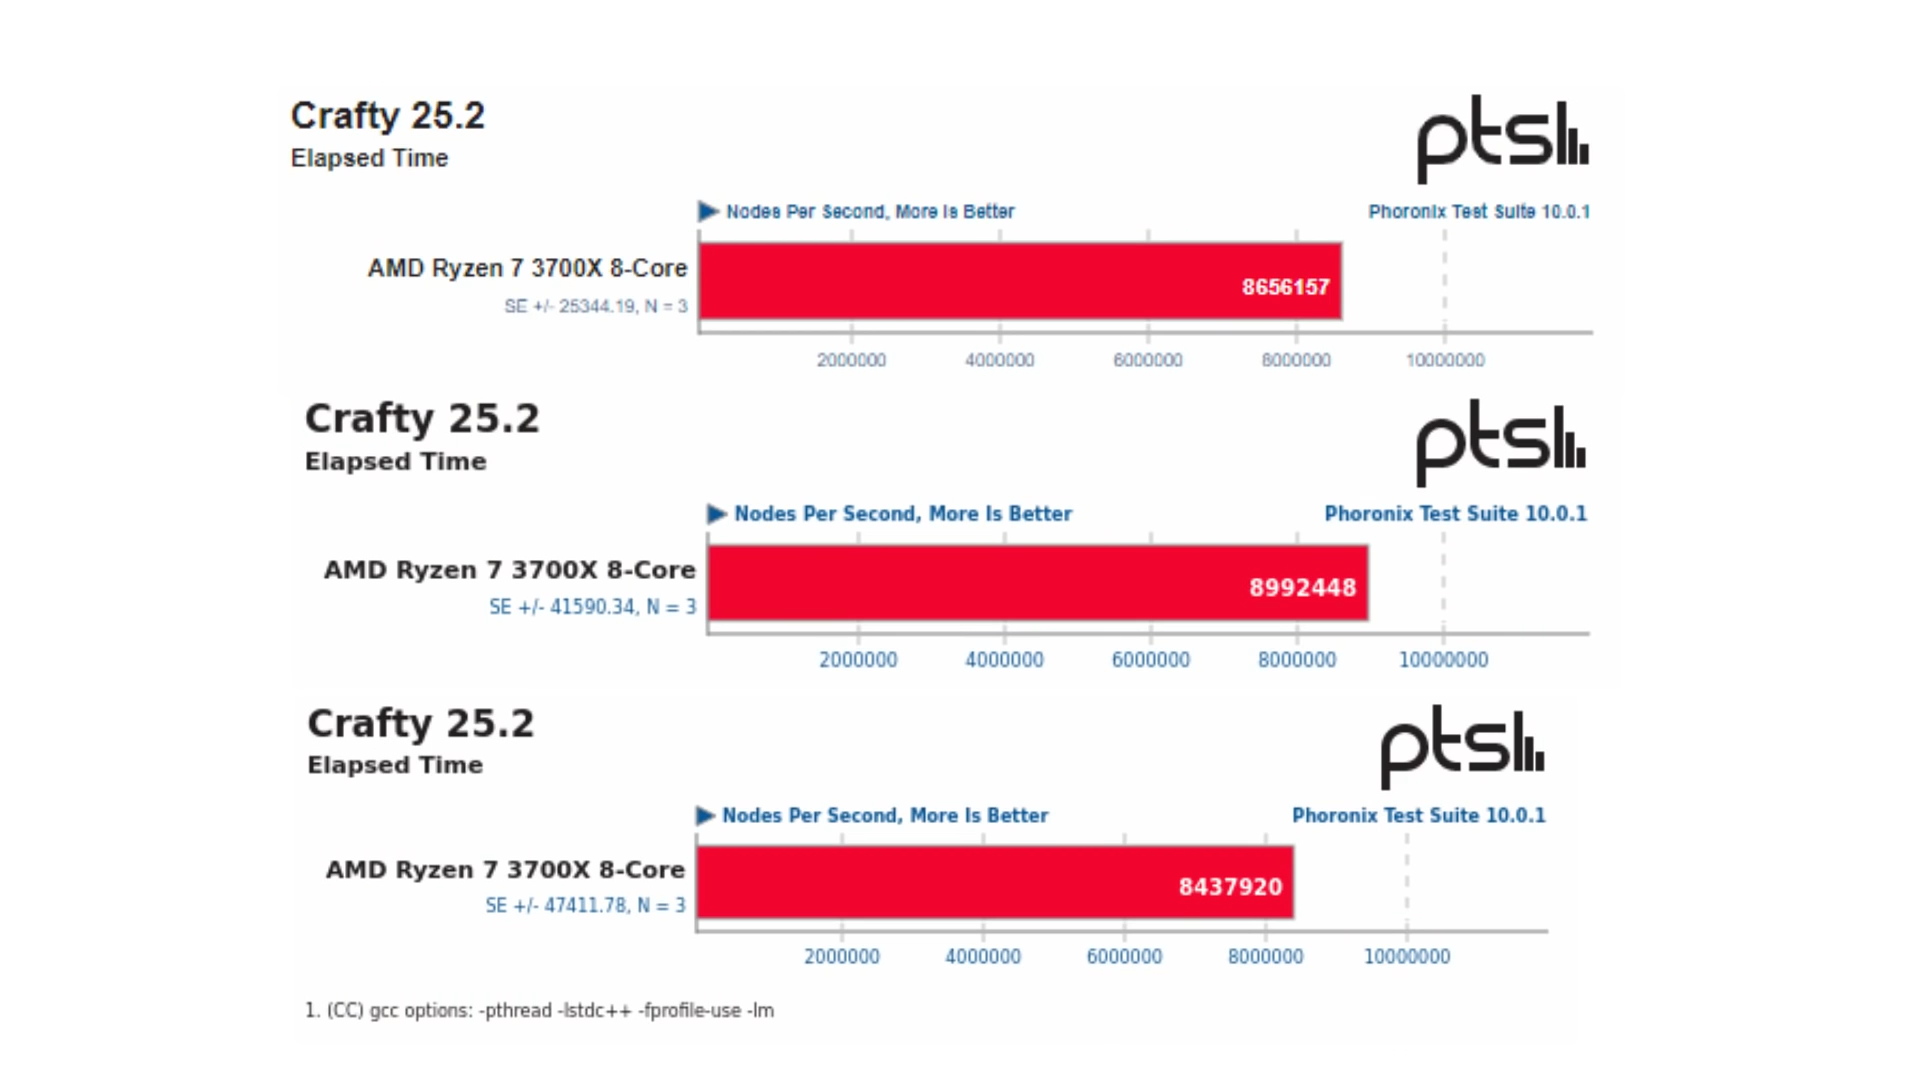 Crafty 25.2
Elapsed Time
ptsl
Nodes Per Second, More Is Better
Phoronix Test Suite 10.0.1
AMD Ryzen 7 3700X 8-Core
8656157
SE +/- 25344.19, N = 3
2000000 4000000 6000000 8000000 10000000
Crafty 25.2
Elapsed Time
ptsl
Nodes Per Second, More Is Better
Phoronix Test Suite 10.0.1
AMD Ryzen 7 3700X 8-Core
8992448
SE +/- 41590.34, N = 3
2000000 4000000 6000000 8000000 10000000
Crafty 25.2
Elapsed Time
ptsl
Nodes Per Second, More Is Better
Phoronix Test Suite 10.0.1
AMD Ryzen 7 3700X 8-Core
8437920
SE +/- 47411.78, N = 3
2000000 4000000 6000000 8000000 10000000
1. (CC) gcc options: -pthread -lstdc++ -fprofile-use -lm